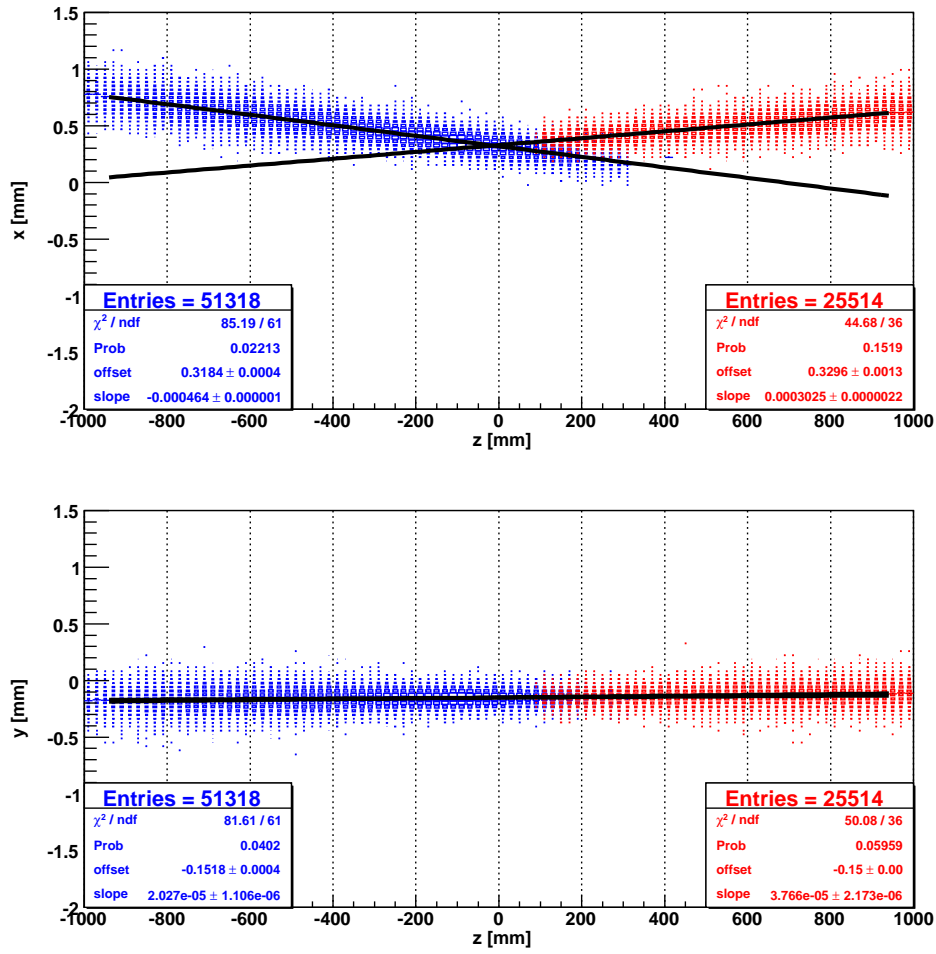 1.5
1
0.5
0
-0.5
-1
-1.5
-2
x [mm]
Entries = 51318
χ² / ndf 85.19 / 61
Prob 0.02213
offset 0.3184 ± 0.0004
slope -0.000464 ± 0.000001
Entries = 25514
χ² / ndf 44.68 / 36
Prob 0.1519
offset 0.3296 ± 0.0013
slope 0.0003025 ± 0.0000022
-1000 -800 -600 -400 -200 0 200 400 600 800 1000
z [mm]
1.5
1
0.5
0
-0.5
-1
-1.5
-2
y [mm]
Entries = 51318
χ² / ndf 81.61 / 61
Prob 0.0402
offset -0.1518 ± 0.0004
slope 2.027e-05 ± 1.106e-06
Entries = 25514
χ² / ndf 50.08 / 36
Prob 0.05959
offset -0.15 ± 0.00
slope 3.766e-05 ± 2.173e-06
-1000 -800 -600 -400 -200 0 200 400 600 800 1000
z [mm]